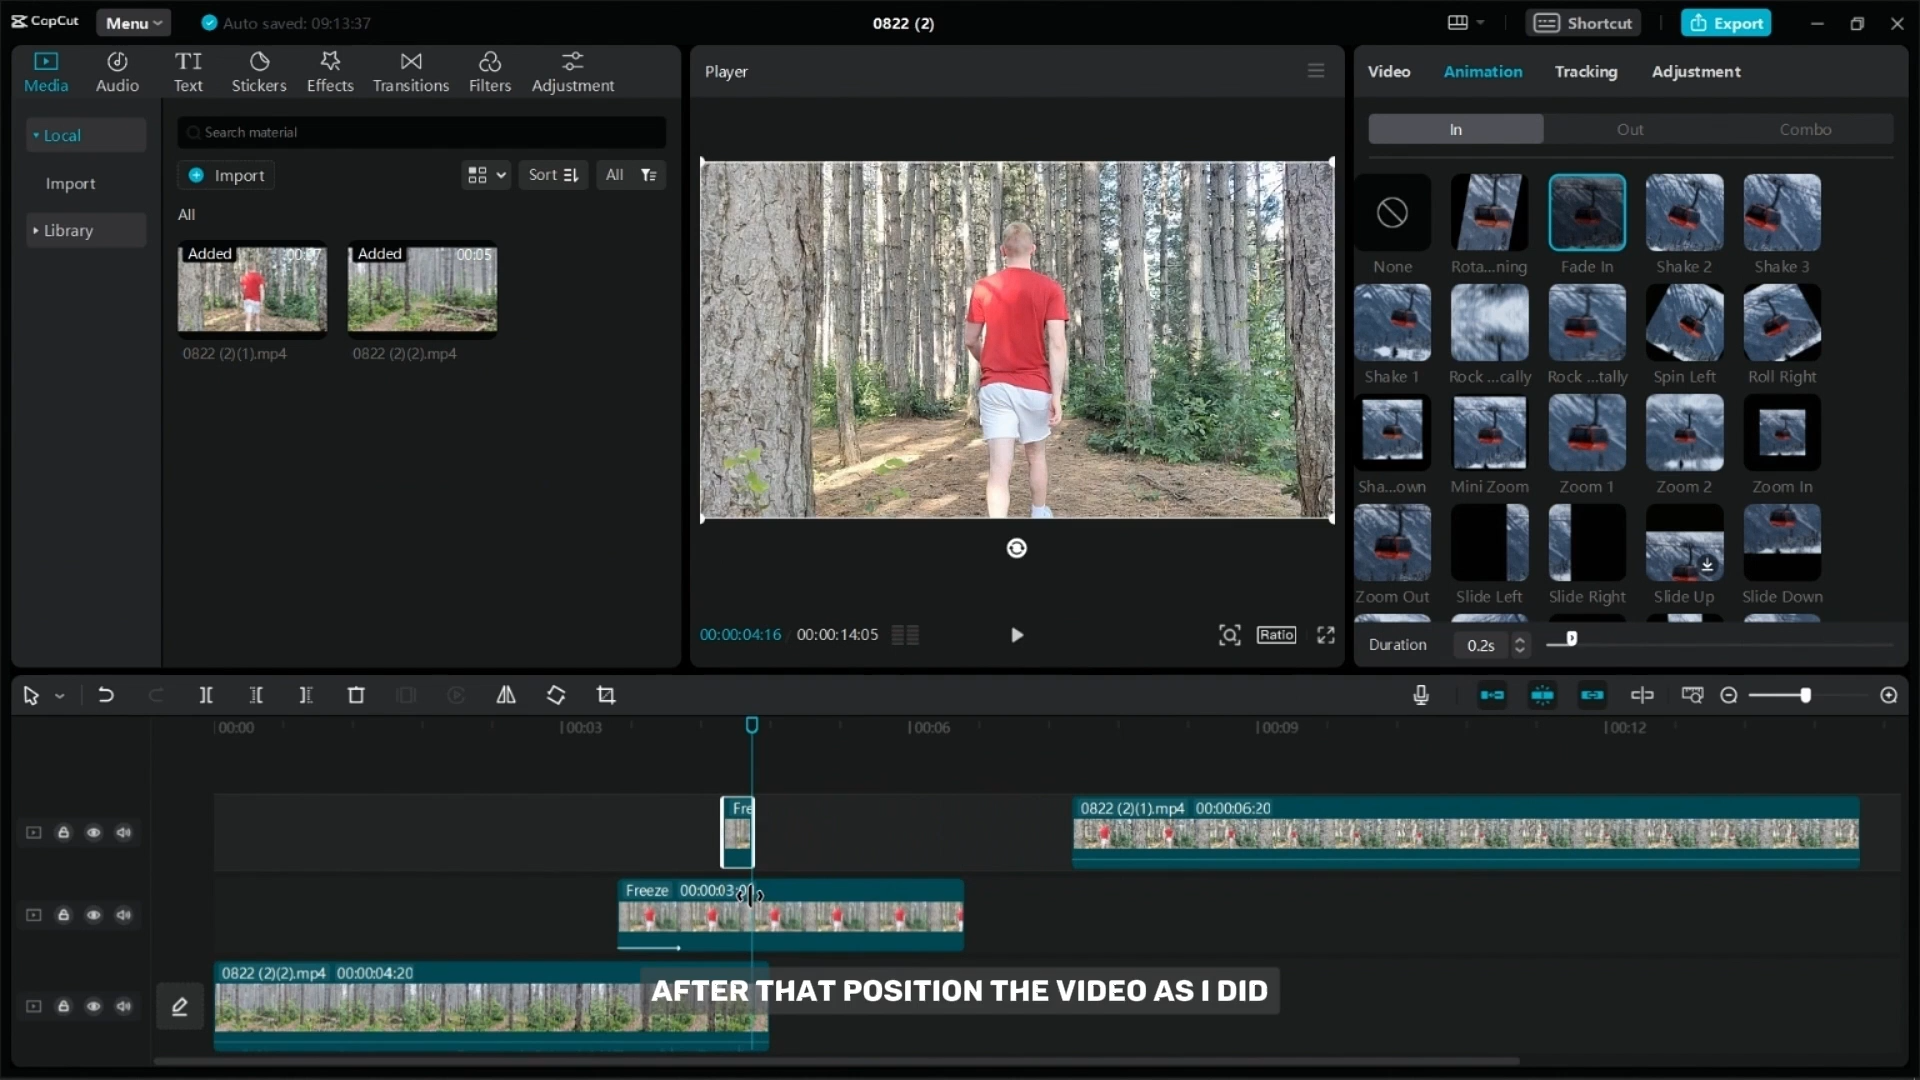 CapCut
Menu
Auto saved: 09:13:37
0822 (2)
Shortcut
Export
Media
Audio
Text
Stickers
Effects
Transitions
Filters
Adjustment
Local
Import
Library
Search material
Import
Sort
All
All
Added
00:07
Added
00:05
0822 (2)(1).mp4
0822 (2)(2).mp4
Player
00:00:04:16
00:00:14:05
Ratio
Video
Animation
Tracking
Adjustment
In
Out
Combo
None
Rota...ning
Fade In
Shake 2
Shake 3
Shake 1
Rock ...cally
Rock ...tally
Spin Left
Roll Right
Sha...own
Mini Zoom
Zoom 1
Zoom 2
Zoom In
Zoom Out
Slide Left
Slide Right
Slide Up
Slide Down
Duration
0.2s
00:00
00:03
00:06
00:09
00:12
Fre
0822 (2)(1).mp4 00:00:06:20
Freeze 00:00:03:0
0822 (2)(2).mp4 00:00:04:20
AFTER THAT POSITION THE VIDEO AS I DID